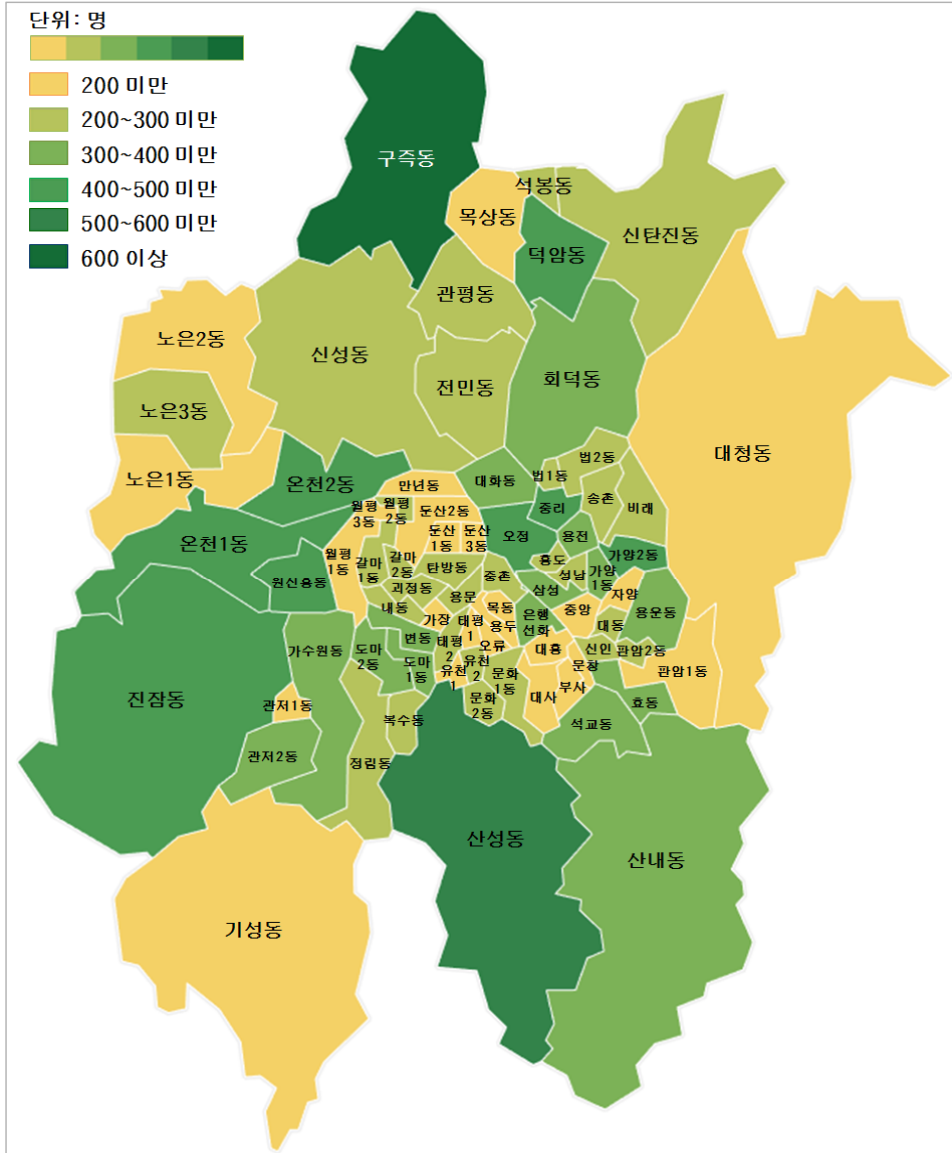 단위: 명
200 미만
200~300 미만
300~400 미만
400~500 미만
500~600 미만
600 이상
구즉동
석봉동
목상동
신탄진동
덕암동
관평동
노은2동
신성동
회덕동
전민동
노은3동
대청동
법2동
노은1동
온천2동
만년동
대화동
법1동
송촌
비래
월평
3동
월평
2동
둔산2동
중리
온천1동
둔산
1동
둔산
3동
오정
용전
월평
1동
갈마
1동
갈마
2동
탄방동
중촌
홍도
성남
가양
1동
가양2동
원신흥동
괴정동
용문
삼성
자양
내동
가장
태평
1
목동
용두
은행
선화
중앙
대동
용운동
가수원동
도마
2동
변동
태평
2
오류
대흥
신인
판암2동
도마
1동
유천
1
유천
2
문화
1동
문창
판암1동
진잠동
관저1동
문화
2동
대사
부사
효동
복수동
석교동
관저2동
정림동
산성동
산내동
기성동